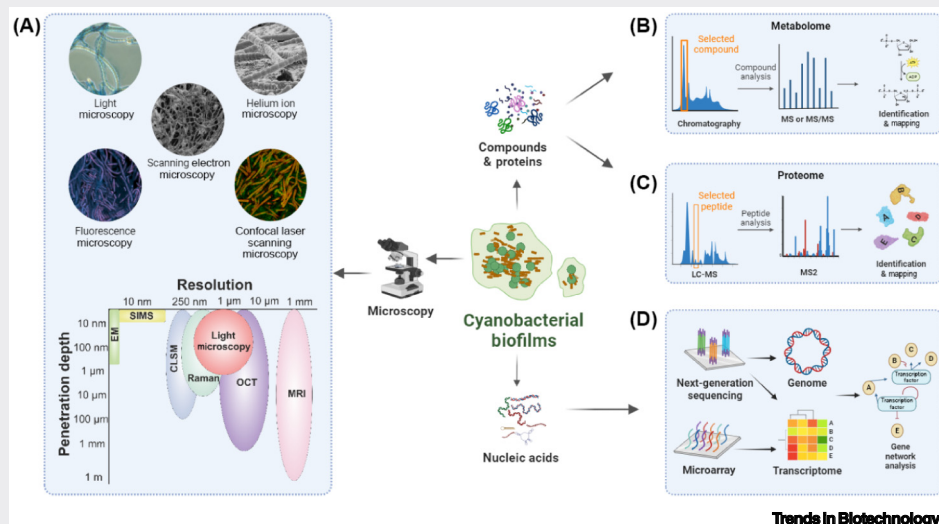 (A)
Light
microscopy
Helium ion
microscopy
Scanning electron
microscopy
Fluorescence
microscopy
Confocal laser
scanning
microscopy
Resolution
10 nm
250 nm
1 µm
10 µm
1 mm
Penetration depth
10 nm
100 nm
1 µm
10 µm
100 µm
1 mm
1 m
EM
SIMS
CLSM
Raman
Light
microscopy
OCT
MRI
Microscopy
Compounds
& proteins
Cyanobacterial
biofilms
Nucleic acids
(B)
Metabolome
Selected
compound
Compound
analysis
Chromatography
MS or MS/MS
Identification
& mapping
(C)
Proteome
Selected
peptide
Peptide
analysis
LC-MS
MS2
B
A
D
E
C
Identification
& mapping
(D)
Next-generation
sequencing
Genome
Microarray
Transcriptome
A
B
C
D
E
C
B
D
Transcription
factor
A
Transcription
factor
E
Gene
network
analysis
Trends in Biotechnology